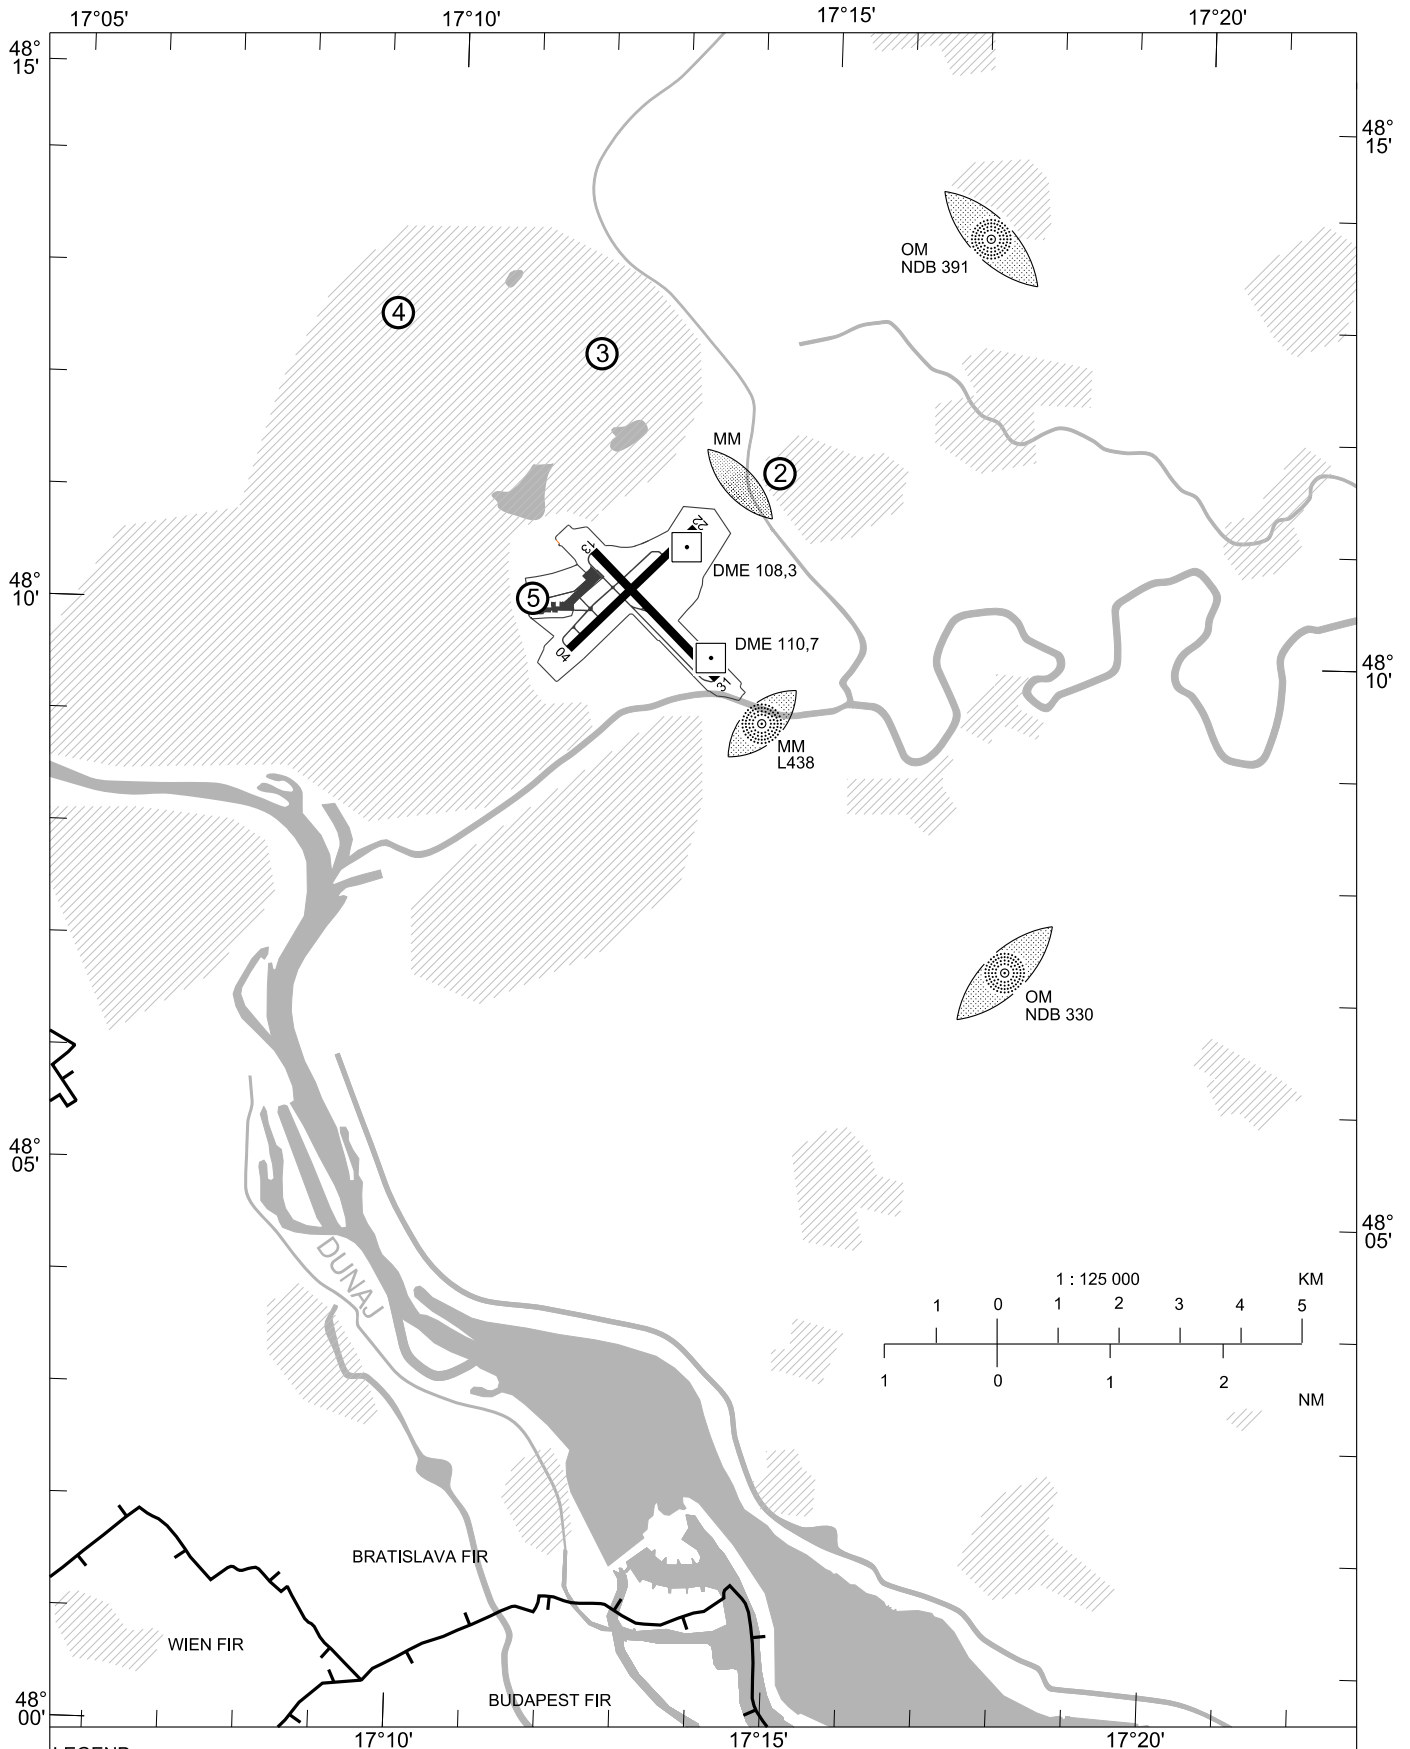 17°05'
17°10'
17°15'
17°20'
48°
15'
48°
15'
OM
NDB 391
4
3
MM
2
22
13
DME 108,3
48°
10'
5
DME 110,7
04
48°
10'
31
MM
L438
OM
NDB 330
48°
05'
48°
05'
DUNAJ
1 : 125 000
KM
1 0 1 2 3 4 5
1 0 1 2
NM
BRATISLAVA FIR
WIEN FIR
BUDAPEST FIR
48°
00'
17°10'
17°15'
17°20'